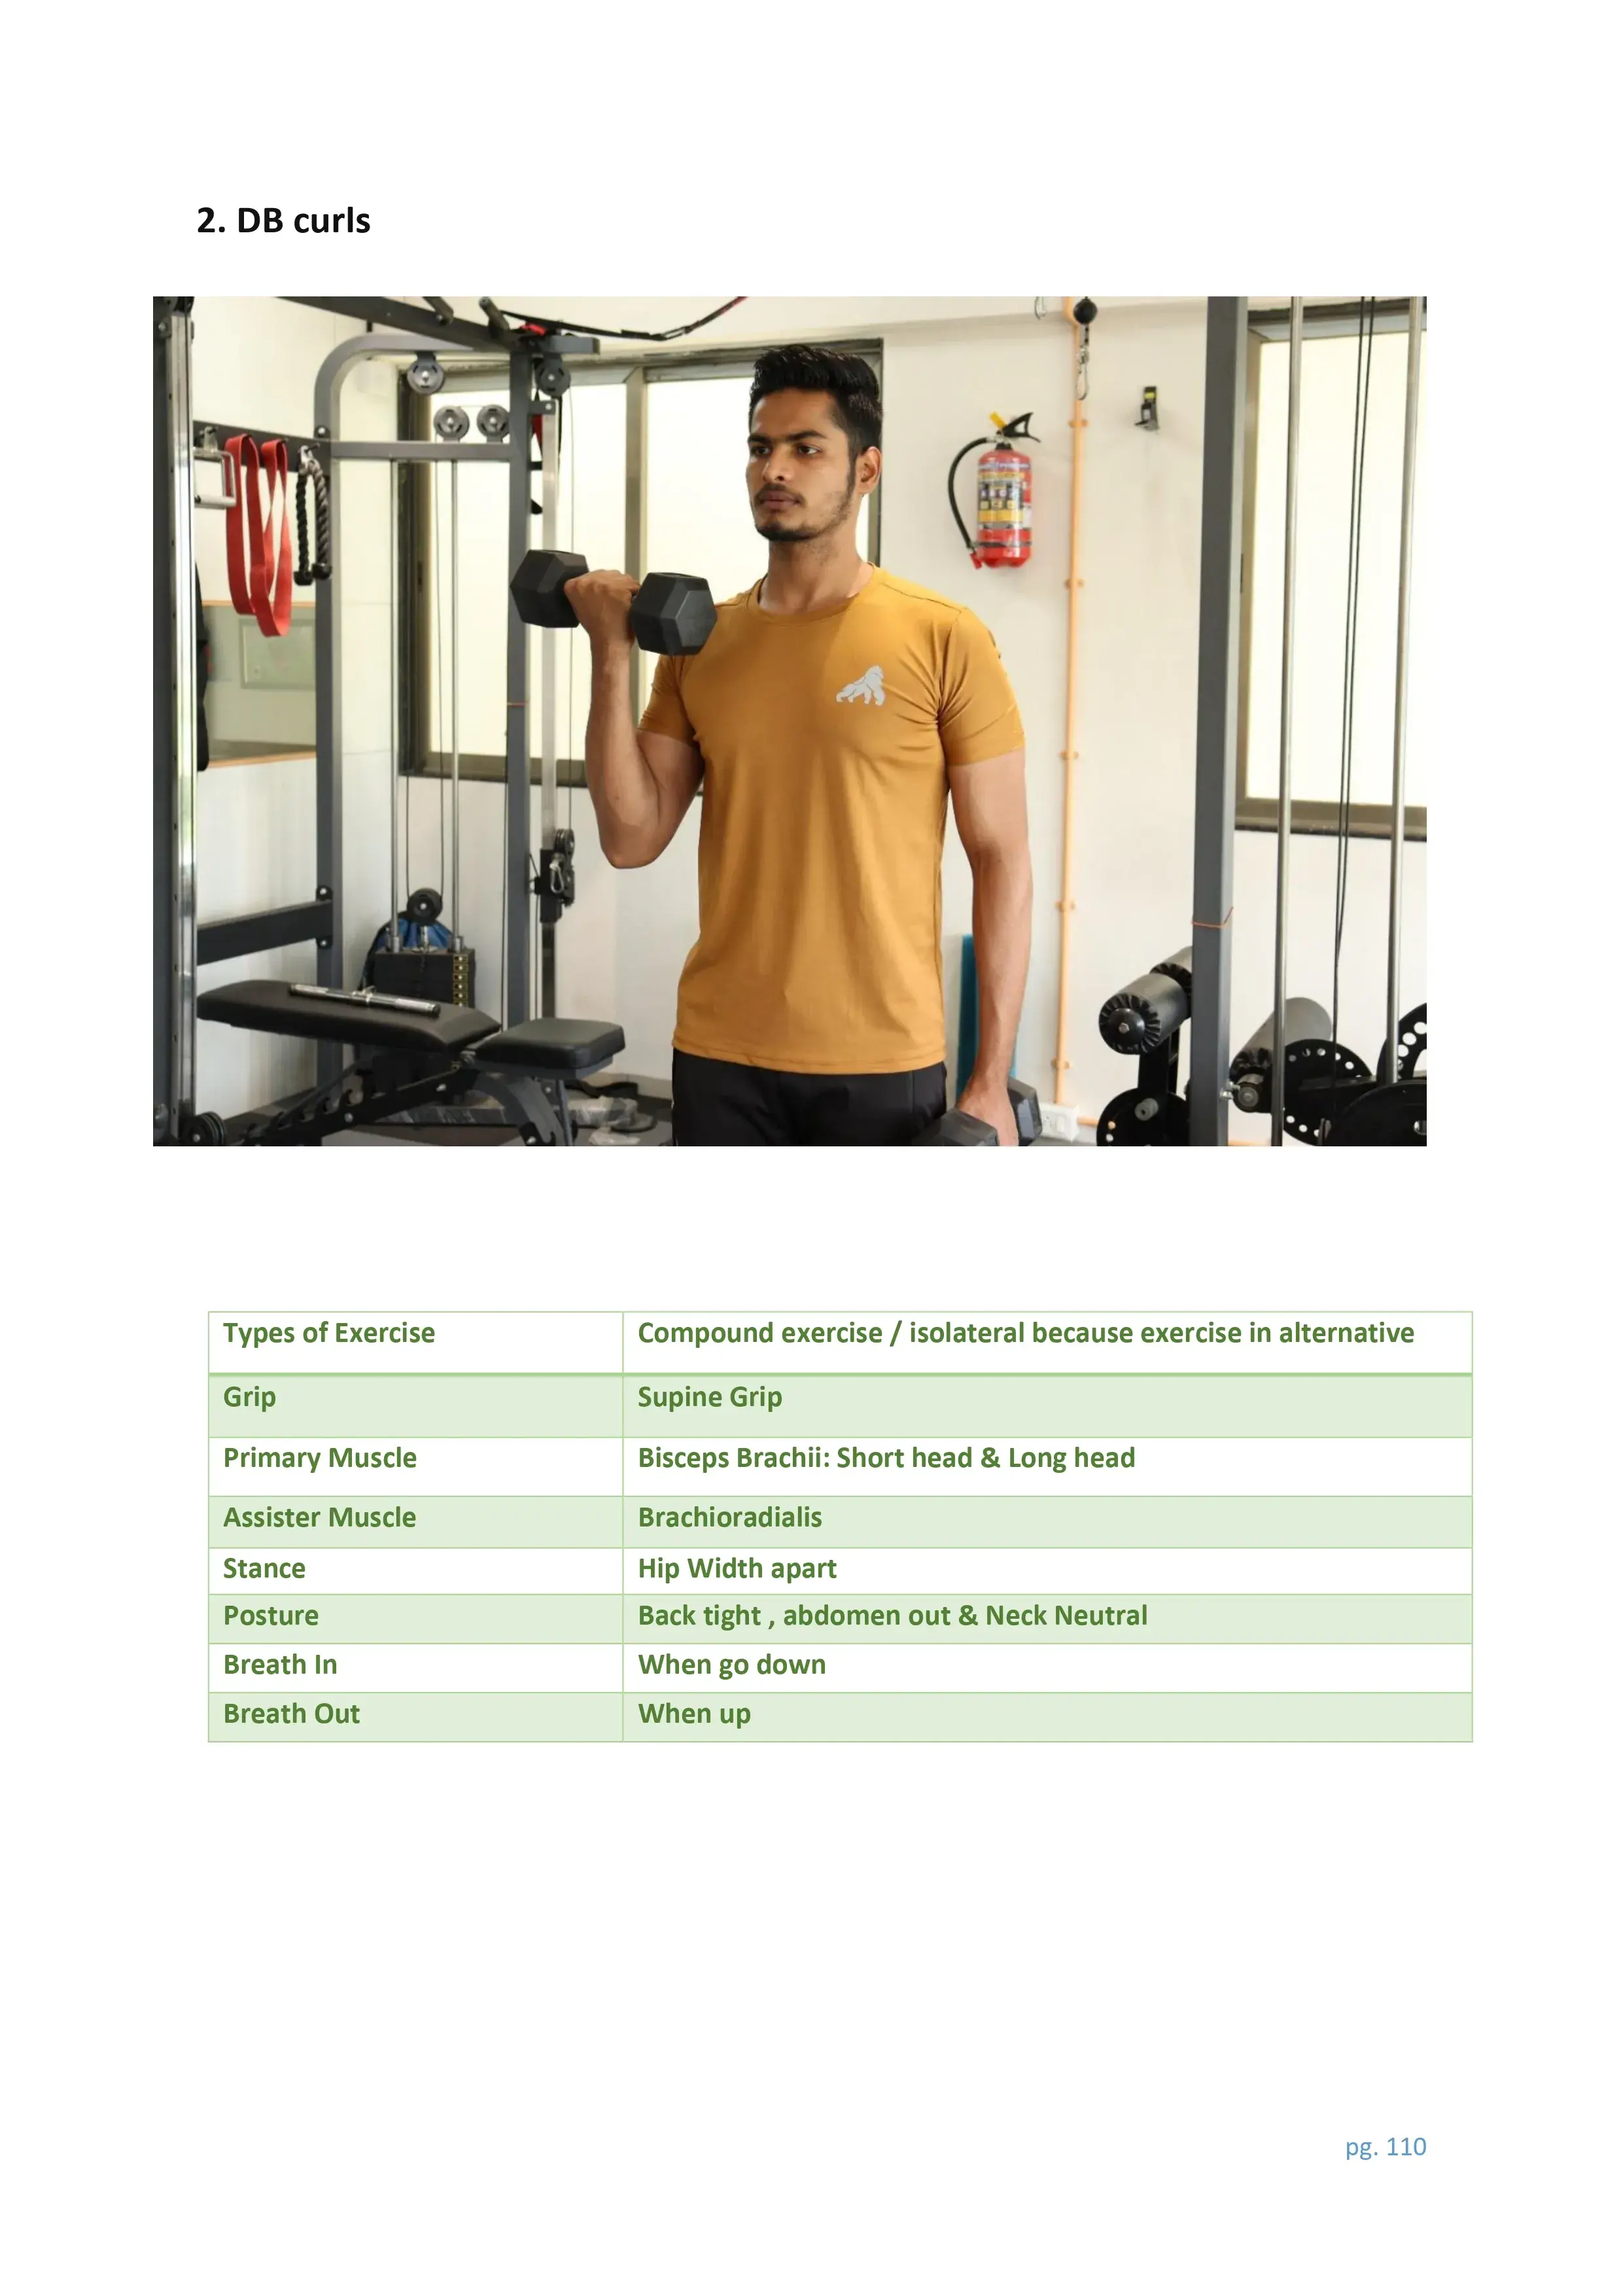 2. DB curls
Types of Exercise
Compound exercise / isolateral because exercise in alternative
Grip
Supine Grip
Primary Muscle
Bisceps Brachii: Short head & Long head
Assister Muscle
Brachioradialis
Stance
Hip Width apart
Posture
Back tight , abdomen out & Neck Neutral
Breath In
When go down
Breath Out
When up
pg. 110